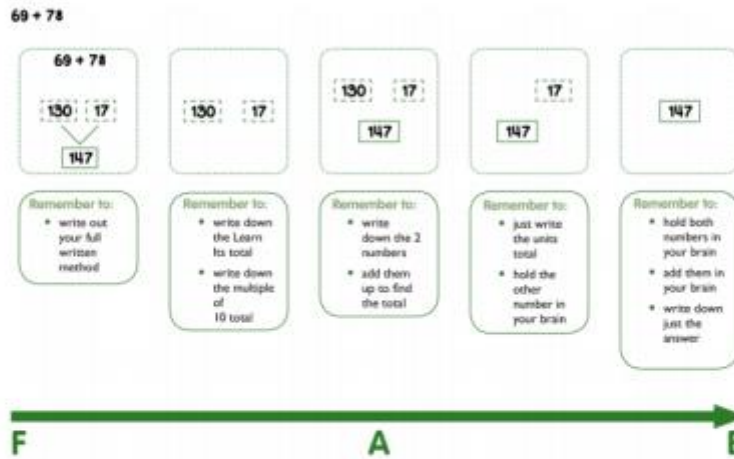 69 + 78
69 + 78
130 17
147
130 17
130 17
147
17
147
147
Remember to:
• write out
your full
written
method
Remember to:
• write down
the Learn
Its total
• write down
the multiple
of
10 total
Remember to:
• write
down the 2
numbers
• add them
up to find
the total
Remember to:
• just write
the units
total
• hold the
other
number in
your brain
Remember to:
• hold both
numbers in
your brain
• add them in
your brain
• write down
just the
answer
F A